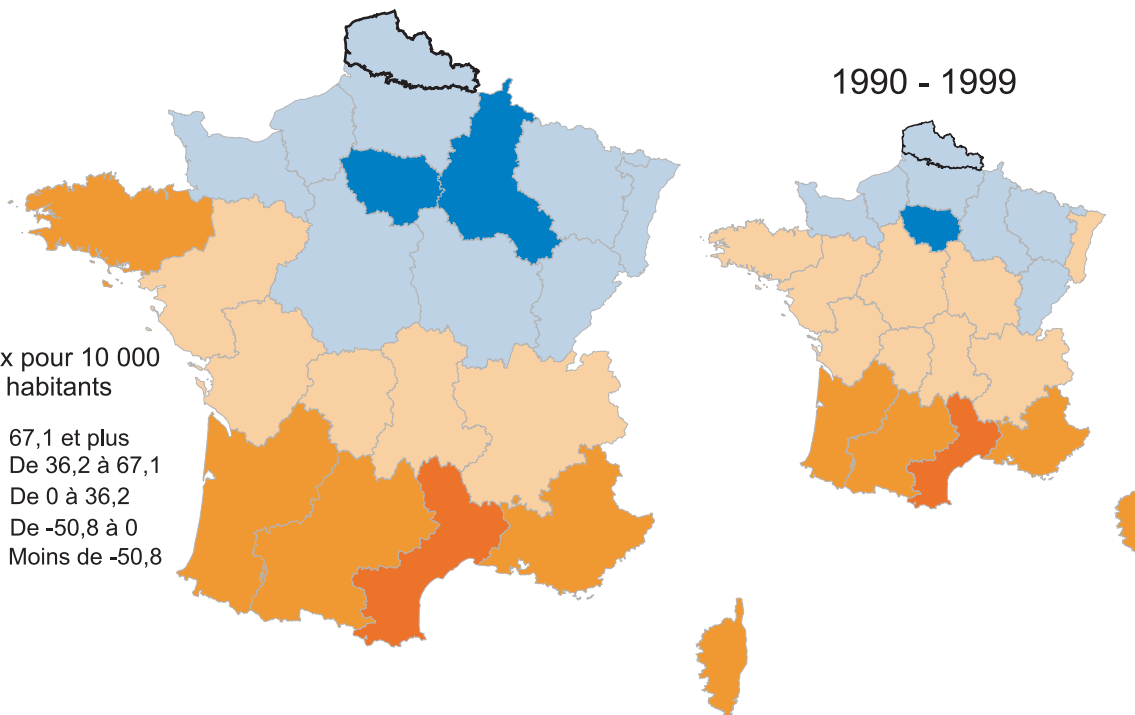 1990 - 1999
x pour 10 000
habitants
67,1 et plus
De 36,2 à 67,1
De 0 à 36,2
De -50,8 à 0
Moins de -50,8